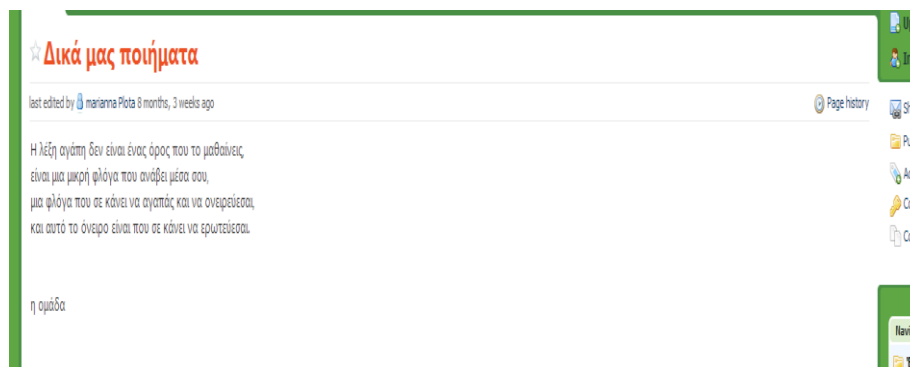 Δικά μας ποιήματα
last edited by marianna Plota 8 months, 3 weeks ago
Page history
Η λέξη αγάπη δεν είναι ένας όρος που το μαθαίνεις,
είναι μια μικρή φλόγα που ανάβει μέσα σου,
μια φλόγα που σε κάνει να αγαπάς και να ονειρεύεσαι,
και αυτό το όνειρο είναι που σε κάνει να ερωτεύεσαι.
η ομάδα